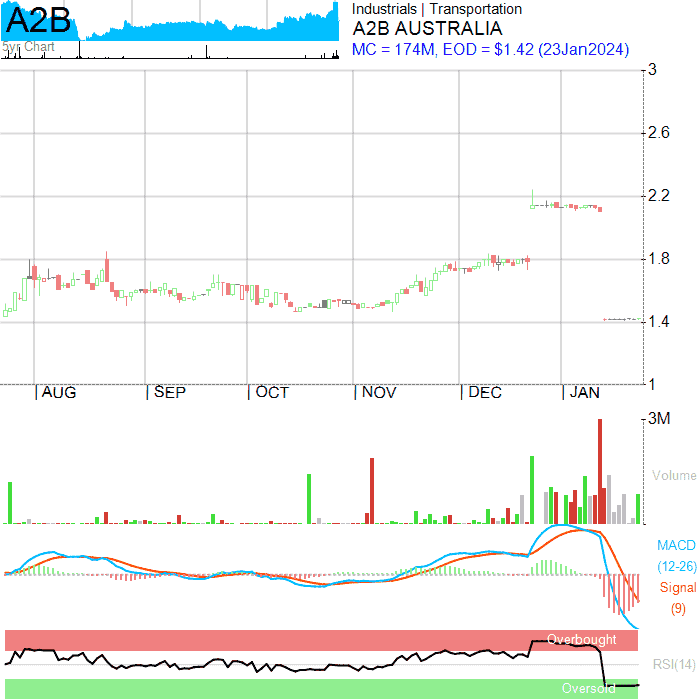 A2B
5yr Chart
Industrials | Transportation
A2B AUSTRALIA
MC = 174M, EOD = $1.42 (23Jan2024)
3
2.6
2.2
1.8
1.4
1
AUG SEP OCT NOV DEC JAN
3M
Volume
MACD
(12-26)
Signal
(9)
Overbought
RSI(14)
Oversold